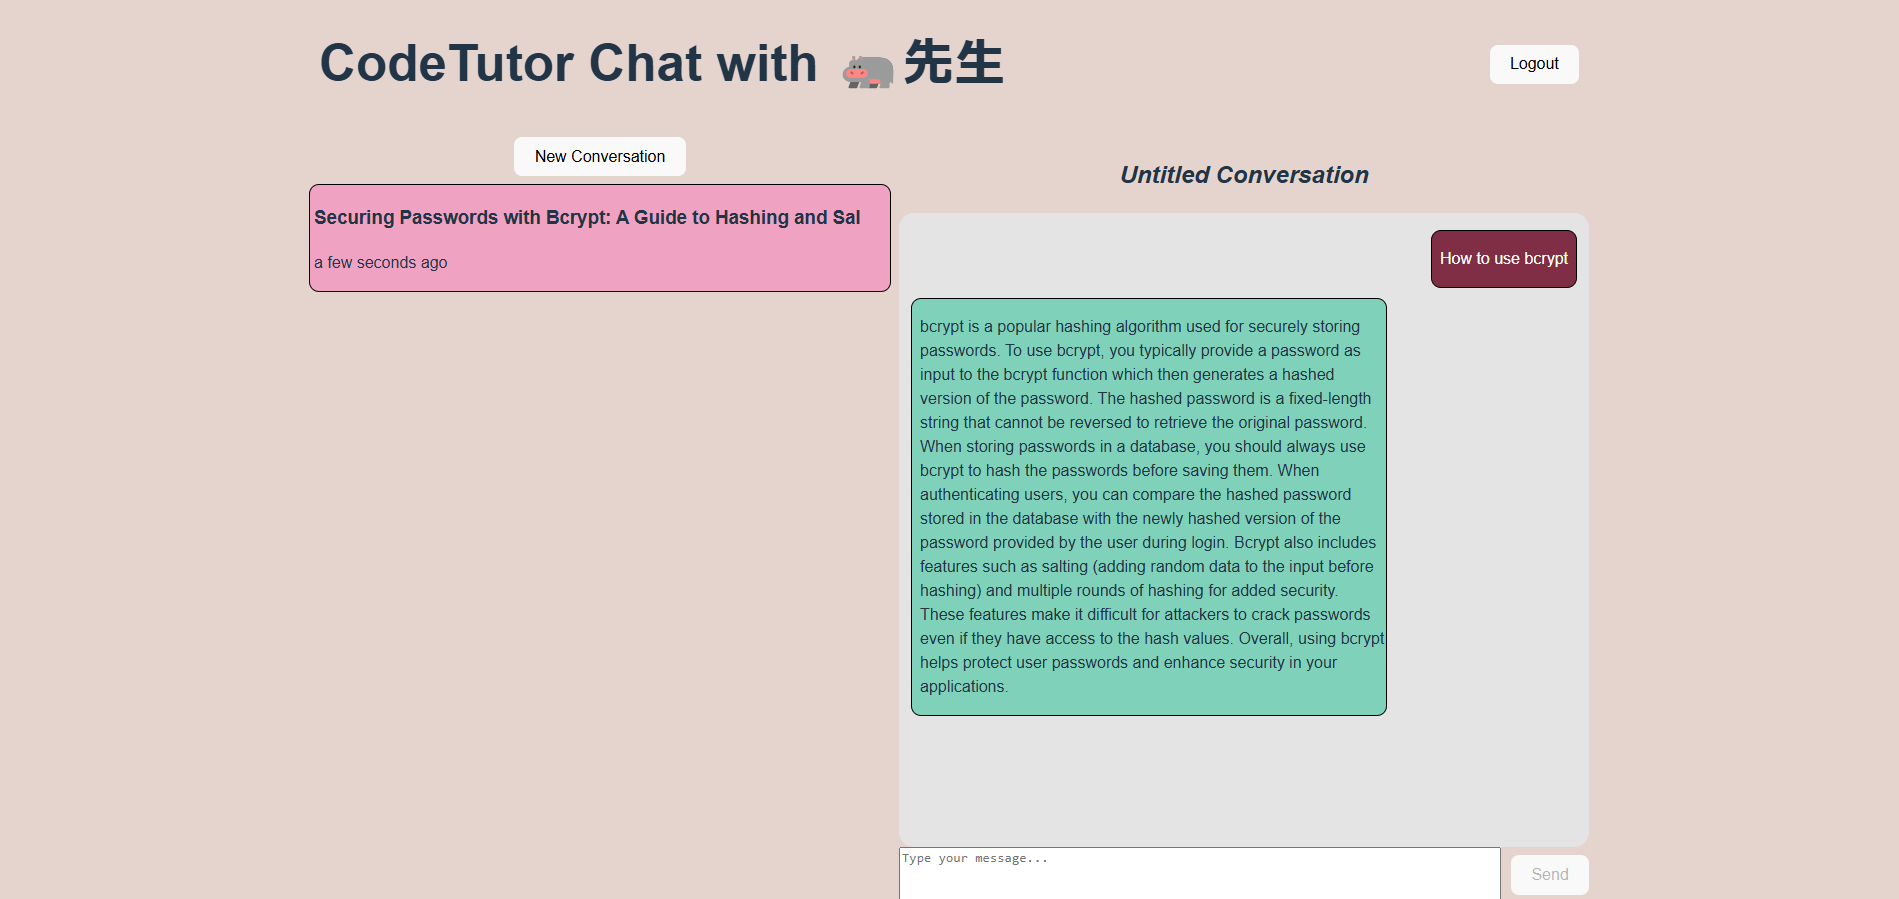 CodeTutor Chat with 🦛先生
Logout
New Conversation
Securing Passwords with Bcrypt: A Guide to Hashing and Sal
a few seconds ago
Untitled Conversation
How to use bcrypt
bcrypt is a popular hashing algorithm used for securely storing
passwords. To use bcrypt, you typically provide a password as
input to the bcrypt function which then generates a hashed
version of the password. The hashed password is a fixed-length
string that cannot be reversed to retrieve the original password.
When storing passwords in a database, you should always use
bcrypt to hash the passwords before saving them. When
authenticating users, you can compare the hashed password
stored in the database with the newly hashed version of the
password provided by the user during login. Bcrypt also includes
features such as salting (adding random data to the input before
hashing) and multiple rounds of hashing for added security.
These features make it difficult for attackers to crack passwords
even if they have access to the hash values. Overall, using bcrypt
helps protect user passwords and enhance security in your
applications.
Type your message...
Send